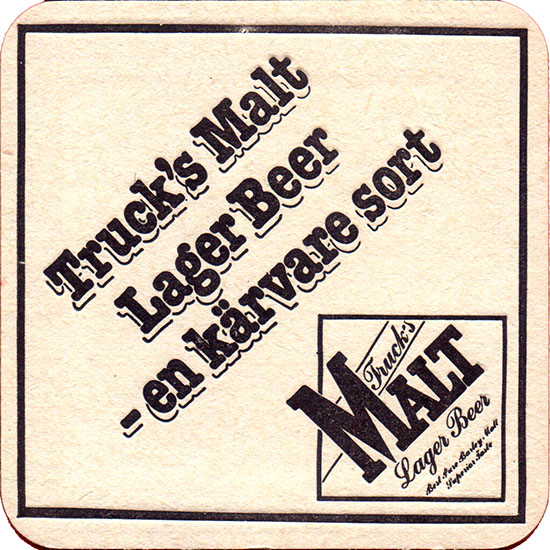 Truck's Malt
Lager Beer
- en kärvare sort
Truck's
MALT
Lager Beer
Best Pure Barley-Malt
Superior Taste